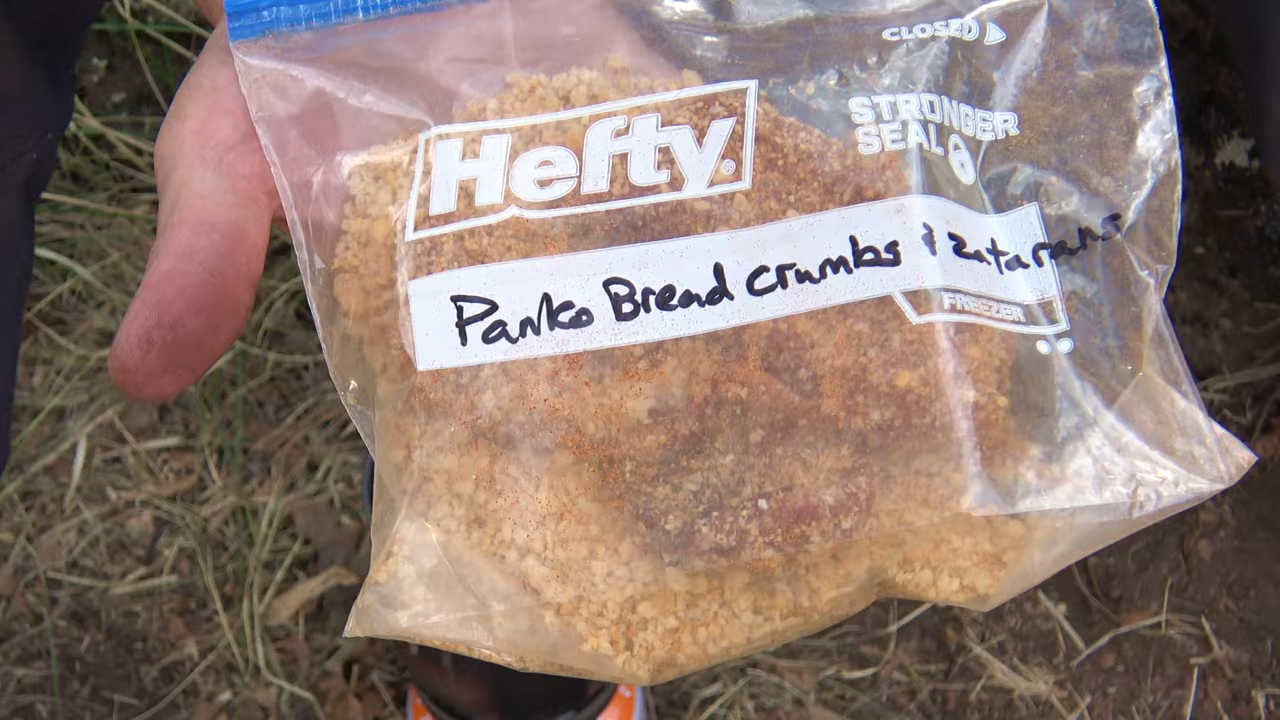 CLOSED
STRONGER
SEAL
Hefty.®
Panko Bread crumbs & zatarans
FREEZER